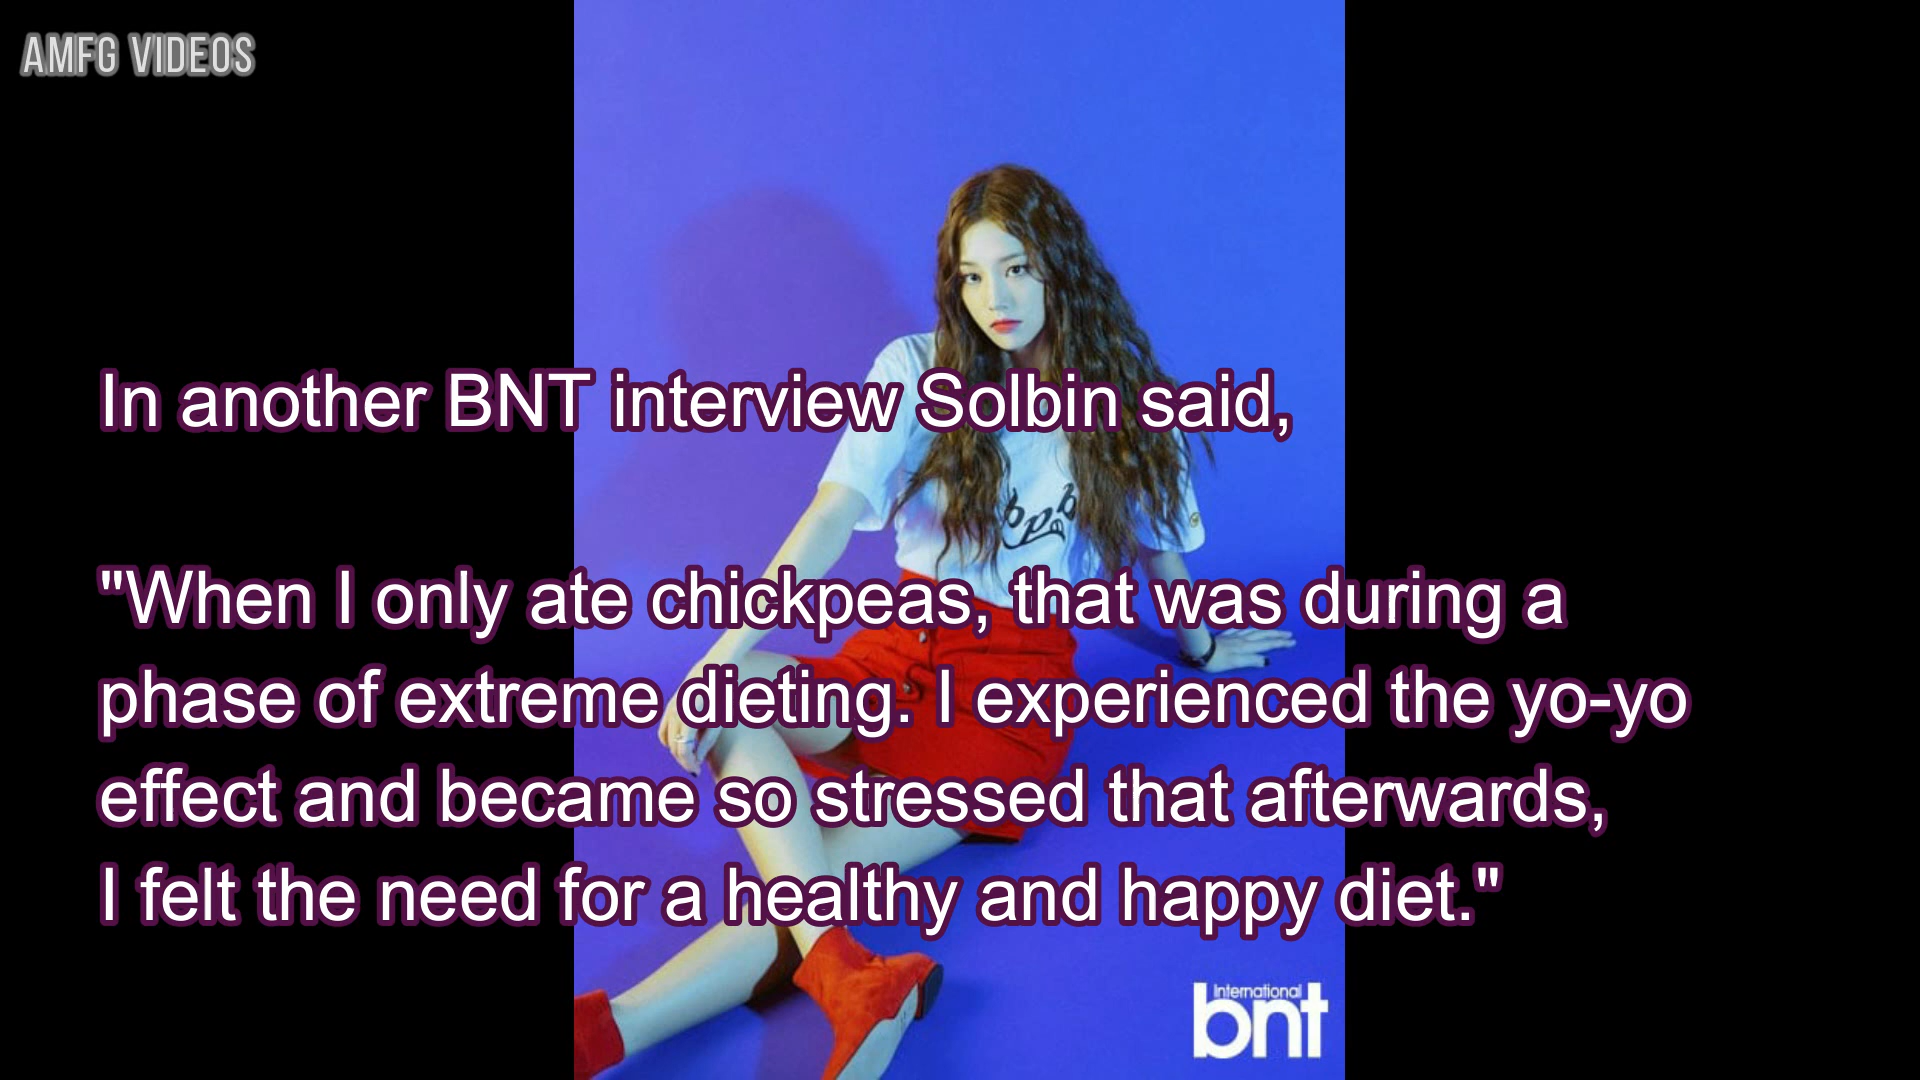 AMFG VIDEOS
In another BNT interview Solbin said,
"When I only ate chickpeas, that was during a
phase of extreme dieting. I experienced the yo-yo
effect and became so stressed that afterwards,
I felt the need for a healthy and happy diet."
International
bnt